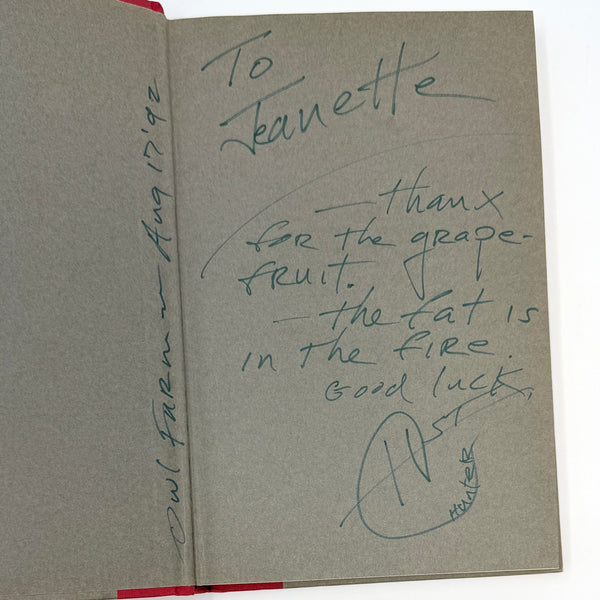 To
Jeanette
— thanx
for the grape-
fruit.
— the fat is
in the fire.
Good luck,
HST
Hunter
Owl Farm ~ Aug 17 '92